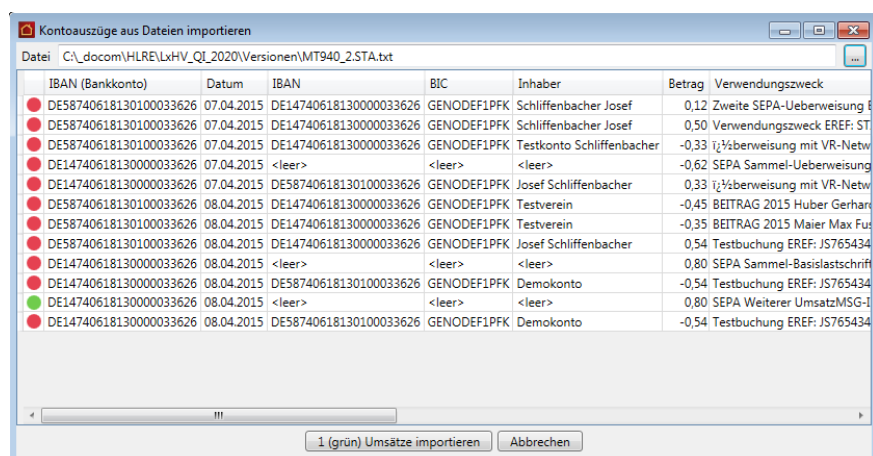 Kontoauszüge aus Dateien importieren
Datei C:\_docom\HLRE\LxHV_QI_2020\Versionen\MT940_2.STA.txt ...
IBAN (Bankkonto) Datum IBAN BIC Inhaber Betrag Verwendungszweck
DE58740618130100033626 07.04.2015 DE14740618130000033626 GENODEF1PFK Schliffenbacher Josef 0,12 Zweite SEPA-Ueberweisung E
DE58740618130100033626 07.04.2015 DE14740618130000033626 GENODEF1PFK Schliffenbacher Josef 0,50 Verwendungszweck EREF: ST
DE58740618130100033626 07.04.2015 DE14740618130000033626 GENODEF1PFK Testkonto Schliffenbacher -0,33 ï¿½berweisung mit VR-Netw
DE14740618130000033626 07.04.2015 <leer> <leer> <leer> -0,62 SEPA Sammel-Ueberweisung
DE14740618130000033626 07.04.2015 DE58740618130100033626 GENODEF1PFK Josef Schliffenbacher 0,33 ï¿½berweisung mit VR-Netw
DE58740618130100033626 08.04.2015 DE14740618130000033626 GENODEF1PFK Testverein -0,45 BEITRAG 2015 Huber Gerhard
DE58740618130100033626 08.04.2015 DE14740618130000033626 GENODEF1PFK Testverein -0,35 BEITRAG 2015 Maier Max Fus
DE58740618130100033626 08.04.2015 DE14740618130000033626 GENODEF1PFK Josef Schliffenbacher 0,54 Testbuchung EREF: JS765434
DE14740618130000033626 08.04.2015 <leer> <leer> <leer> 0,80 SEPA Sammel-Basislastschrift
DE14740618130000033626 08.04.2015 DE58740618130100033626 GENODEF1PFK Demokonto -0,54 Testbuchung EREF: JS765434
DE14740618130000033626 08.04.2015 <leer> <leer> <leer> 0,80 SEPA Weiterer UmsatzMSG-I
DE14740618130000033626 08.04.2015 DE58740618130100033626 GENODEF1PFK Demokonto -0,54 Testbuchung EREF: JS765434
1 (grün) Umsätze importieren Abbrechen